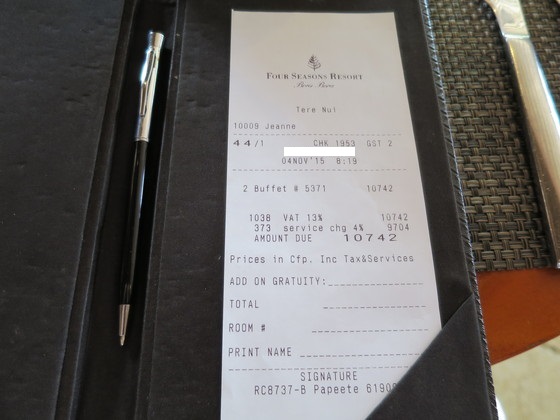 FOUR SEASONS RESORT
Bora Bora
Tere Nui
10009 Jeanne
44/1 CHK 1953 GST 2
04NOV'15 8:19
2 Buffet @ 5371 10742
1038 VAT 13% 10742
373 service chg 4% 9704
AMOUNT DUE 10742
Prices in Cfp. Inc Tax&Services
ADD ON GRATUITY:
TOTAL
ROOM #
PRINT NAME
SIGNATURE
RC8737-B Papeete